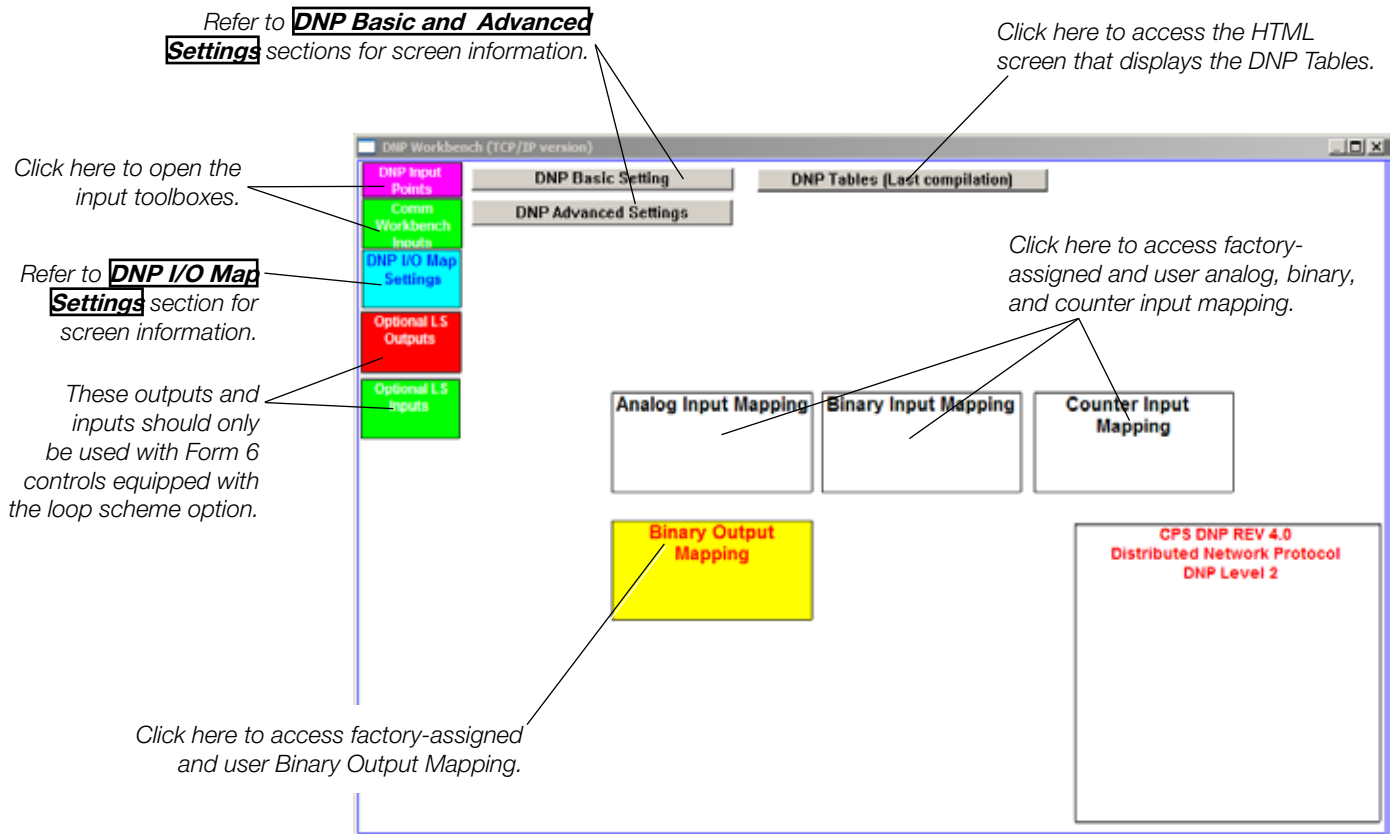 Refer to DNP Basic and Advanced
Settings sections for screen information.
Click here to access the HTML
screen that displays the DNP Tables.
DNP Workbench (TCP/IP version)
Click here to open the
input toolboxes.
DNP Input
Points
DNP Basic Setting
DNP Tables (Last compilation)
Comm
Workbench
Inputs
DNP Advanced Settings
Refer to DNP I/O Map
Settings section for
screen information.
DNP I/O Map
Settings
Click here to access factory-
assigned and user analog, binary,
and counter input mapping.
Optional LS
Outputs
These outputs and
inputs should only
be used with Form 6
controls equipped with
the loop scheme option.
Optional LS
Inputs
Analog Input Mapping
Binary Input Mapping
Counter Input
Mapping
Binary Output
Mapping
CPS DNP REV 4.0
Distributed Network Protocol
DNP Level 2
Click here to access factory-assigned
and user Binary Output Mapping.